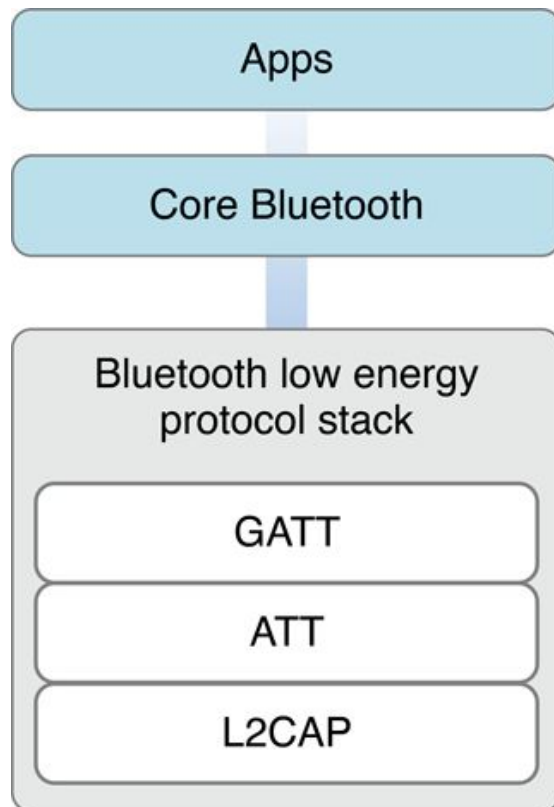 Apps
Core Bluetooth
Bluetooth low energy
protocol stack
GATT
ATT
L2CAP